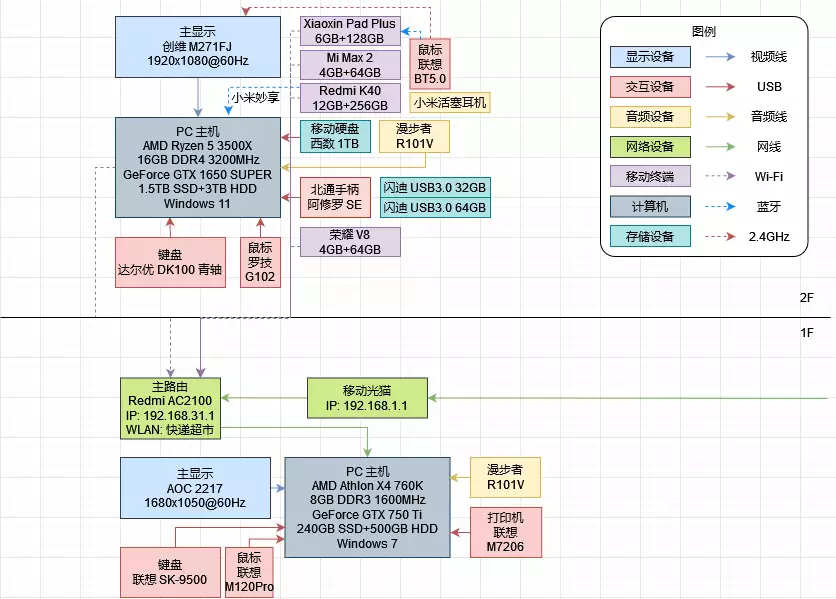 主显示
创维 M271FJ
1920x1080@60Hz
Xiaoxin Pad Plus
6GB+128GB
Mi Max 2
4GB+64GB
Redmi K40
12GB+256GB
鼠标
联想
BT5.0
小米活塞耳机
小米妙享
PC 主机
AMD Ryzen 5 3500X
16GB DDR4 3200MHz
GeForce GTX 1650 SUPER
1.5TB SSD+3TB HDD
Windows 11
移动硬盘
西数 1TB
漫步者
R101V
北通手柄
阿修罗 SE
闪迪 USB3.0 32GB
闪迪 USB3.0 64GB
荣耀 V8
4GB+64GB
键盘
达尔优 DK100 青轴
鼠标
罗技
G102
图例
显示设备
视频线
交互设备
USB
音频设备
音频线
网络设备
网线
移动终端
Wi-Fi
计算机
蓝牙
存储设备
2.4GHz
2F
1F
主路由
Redmi AC2100
IP: 192.168.31.1
WLAN: 快递超市
移动光猫
IP: 192.168.1.1
主显示
AOC 2217
1680x1050@60Hz
PC 主机
AMD Athlon X4 760K
8GB DDR3 1600MHz
GeForce GTX 750 Ti
240GB SSD+500GB HDD
Windows 7
漫步者
R101V
打印机
联想
M7206
键盘
联想 SK-9500
鼠标
联想
M120Pro